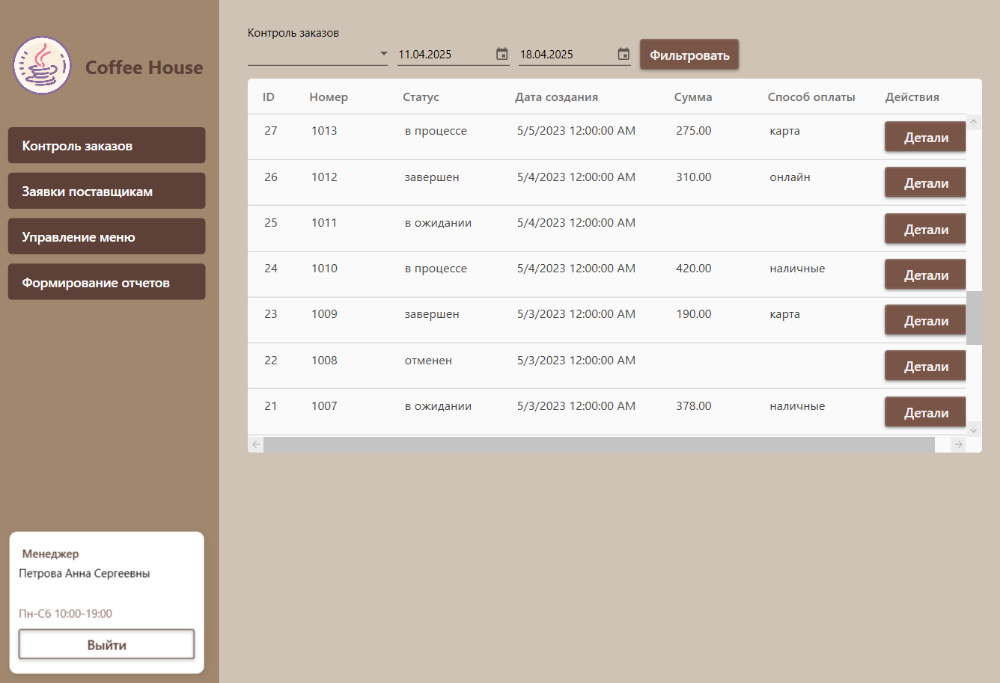 Coffee House
Контроль заказов
Заявки поставщикам
Управление меню
Формирование отчетов
Менеджер
Петрова Анна Сергеевны
Пн-Сб 10:00-19:00
Выйти
Контроль заказов
11.04.2025 18.04.2025 Фильтровать
ID Номер Статус Дата создания Сумма Способ оплаты Действия
27 1013 в процессе 5/5/2023 12:00:00 AM 275.00 карта Детали
26 1012 завершен 5/4/2023 12:00:00 AM 310.00 онлайн Детали
25 1011 в ожидании 5/4/2023 12:00:00 AM Детали
24 1010 в процессе 5/4/2023 12:00:00 AM 420.00 наличные Детали
23 1009 завершен 5/3/2023 12:00:00 AM 190.00 карта Детали
22 1008 отменен 5/3/2023 12:00:00 AM Детали
21 1007 в ожидании 5/3/2023 12:00:00 AM 378.00 наличные Детали